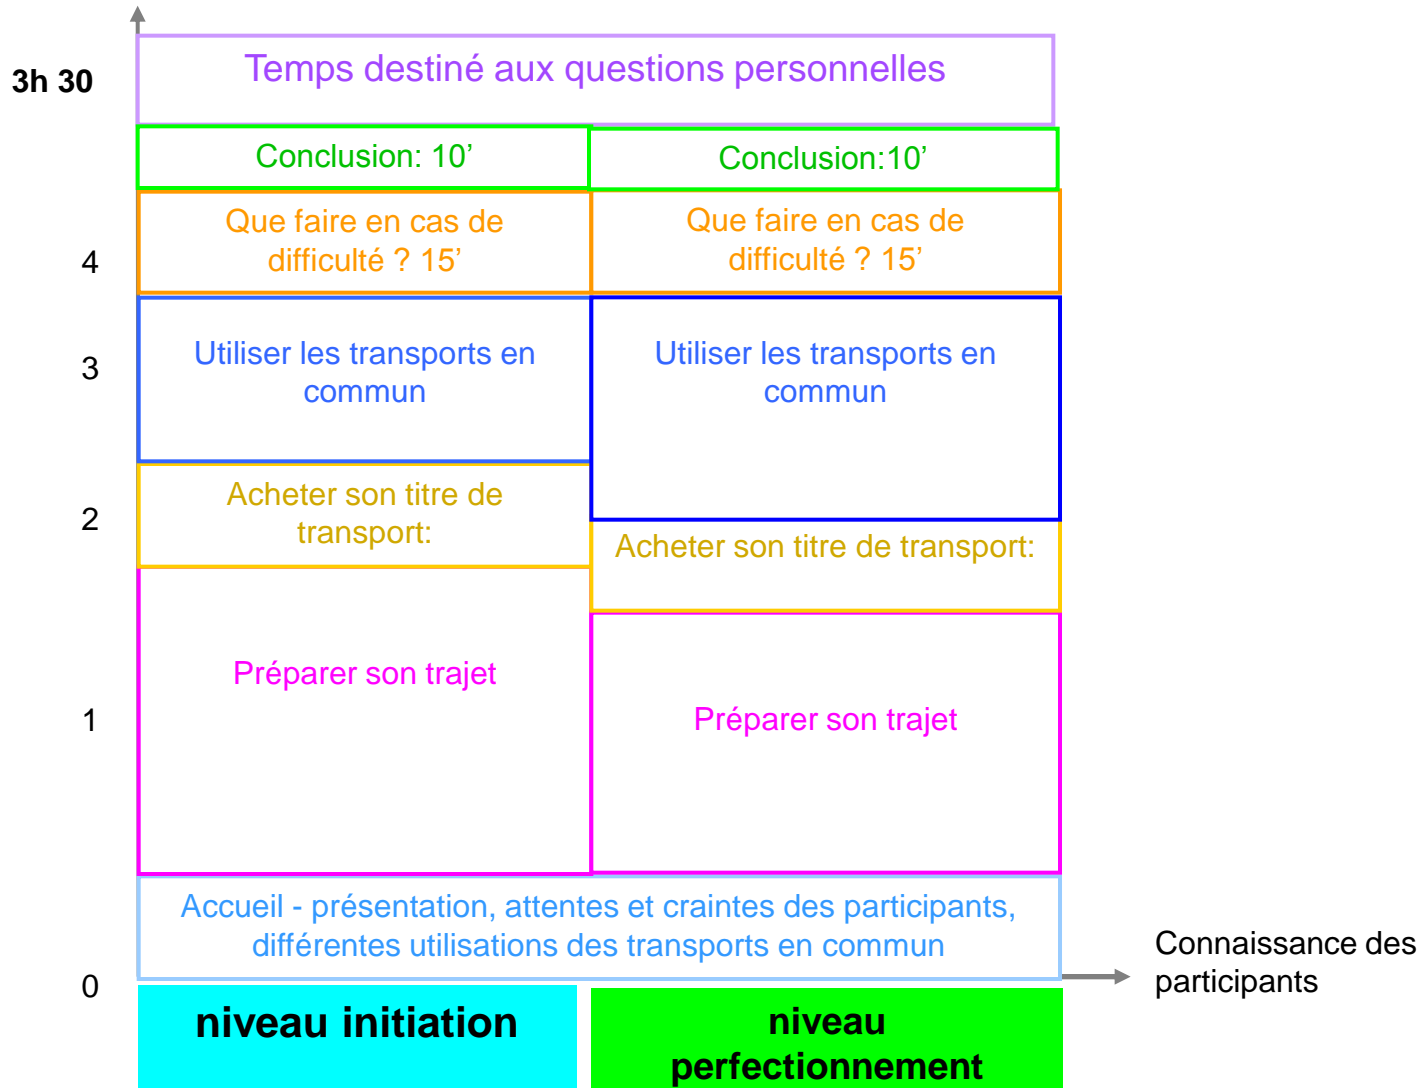 Temps destiné aux questions personnelles
3h 30
Conclusion: 10’
Conclusion:10’
Que faire en cas de
difficulté ? 15’
Que faire en cas de
difficulté ? 15’
4
Utiliser les transports en
commun
Utiliser les transports en
commun
3
Acheter son titre de
transport:
2
Acheter son titre de transport:
Préparer son trajet
Préparer son trajet
1
Accueil - présentation, attentes et craintes des participants,
différentes utilisations des transports en commun
0
Connaissance des
participants
niveau initiation
niveau
perfectionnement